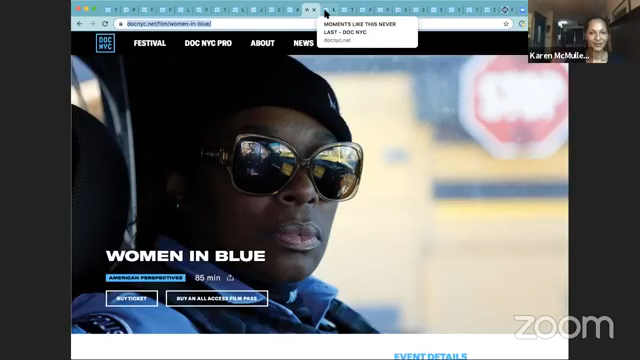 docnyc.net/film/women-in-blue/
MOMENTS LIKE THIS NEVER
LAST - DOC NYC
docnyc.net
DOC
NYC
FESTIVAL
DOC NYC PRO
ABOUT
NEWS
Karen McMulle...
STOP
WOMEN IN BLUE
AMERICAN PERSPECTIVES
85 min
BUY TICKET
BUY AN ALL ACCESS FILM PASS
zoom
EVENT DETAILS